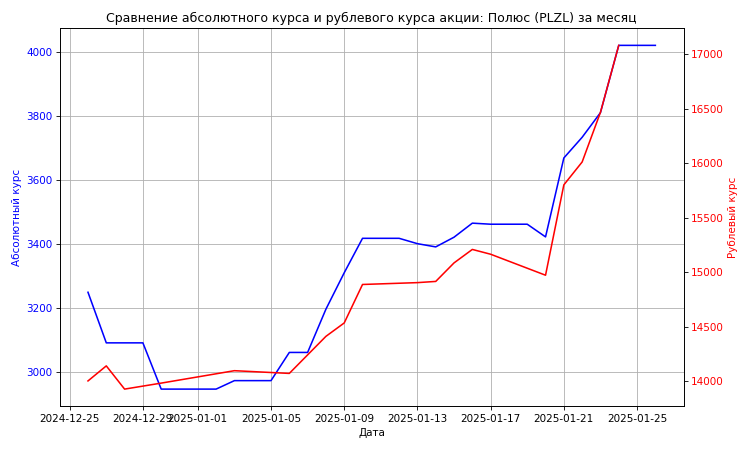 Сравнение абсолютного курса и рублевого курса акции: Полюс (PLZL) за месяц
4000
3800
3600
3400
3200
3000
Абсолютный курс
17000
16500
16000
15500
15000
14500
14000
Рублевый курс
2024-12-25 2024-12-29 2025-01-01 2025-01-05 2025-01-09 2025-01-13 2025-01-17 2025-01-21 2025-01-25
Дата